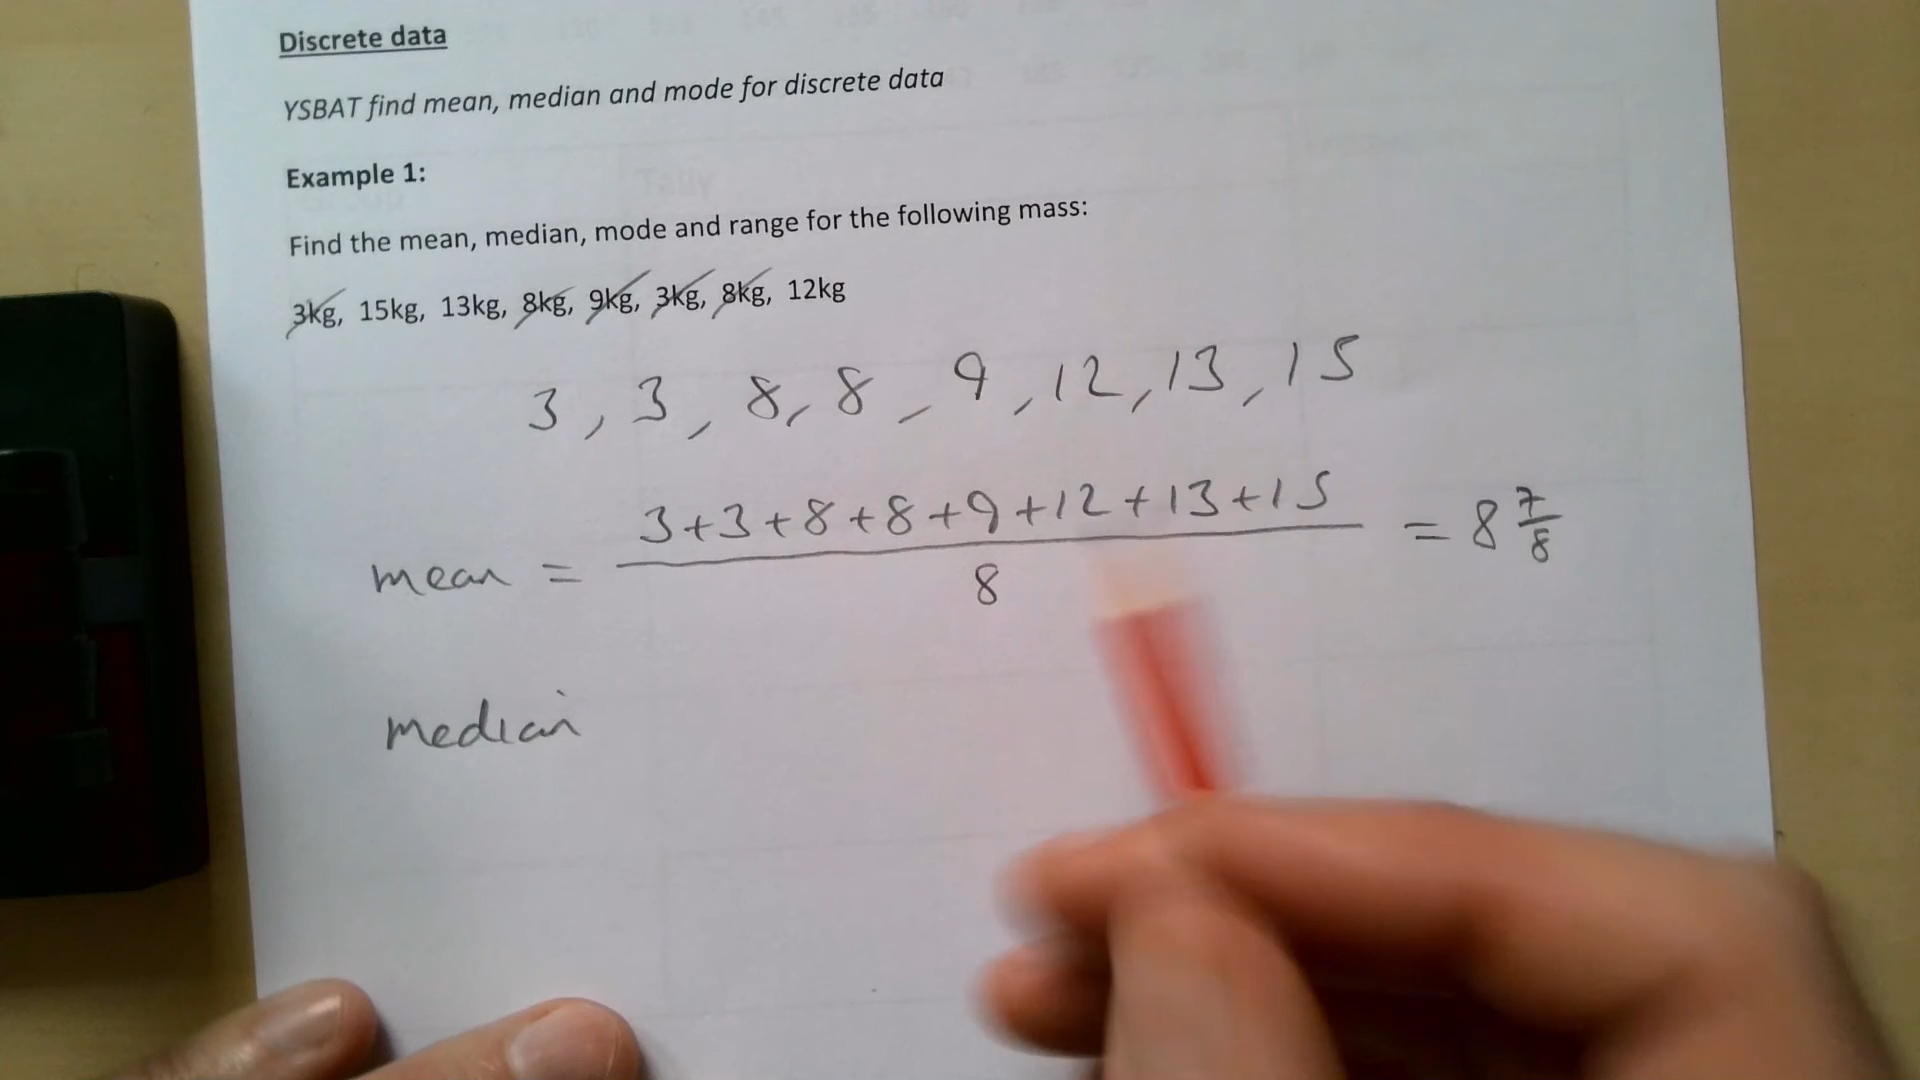 Discrete data
YSBAT find mean, median and mode for discrete data
Example 1:
Find the mean, median, mode and range for the following mass:
3kg, 15kg, 13kg, 8kg, 9kg, 3kg, 8kg, 12kg
3, 3, 8, 8, 9, 12, 13, 15
mean = 3+3+8+8+9+12+13+15 / 8 = 8 7/8
median